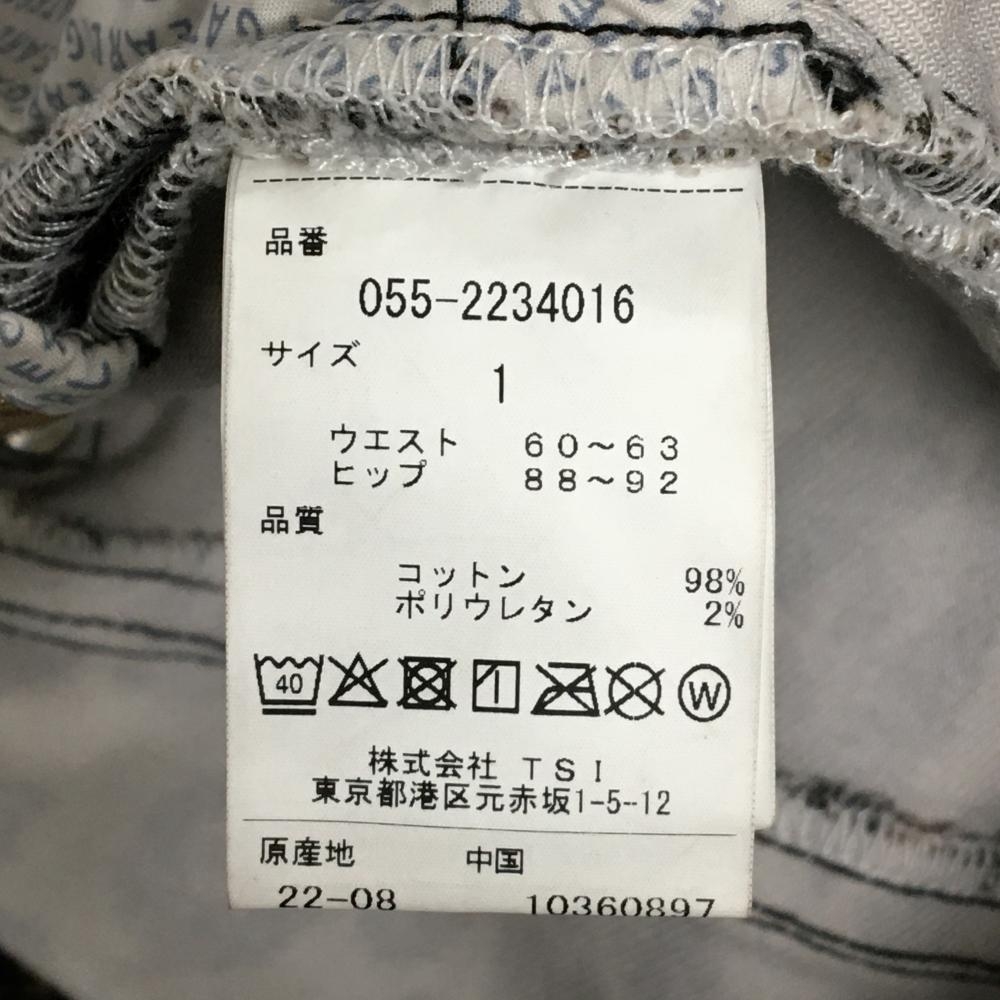 品番
055-2234016
サイズ
1
ウエスト 60～63
ヒップ 88～92
品質
コットン 98%
ポリウレタン 2%
40
W
株式会社 TSI
東京都港区元赤坂1-5-12
原産地 中国
22-08 10360897